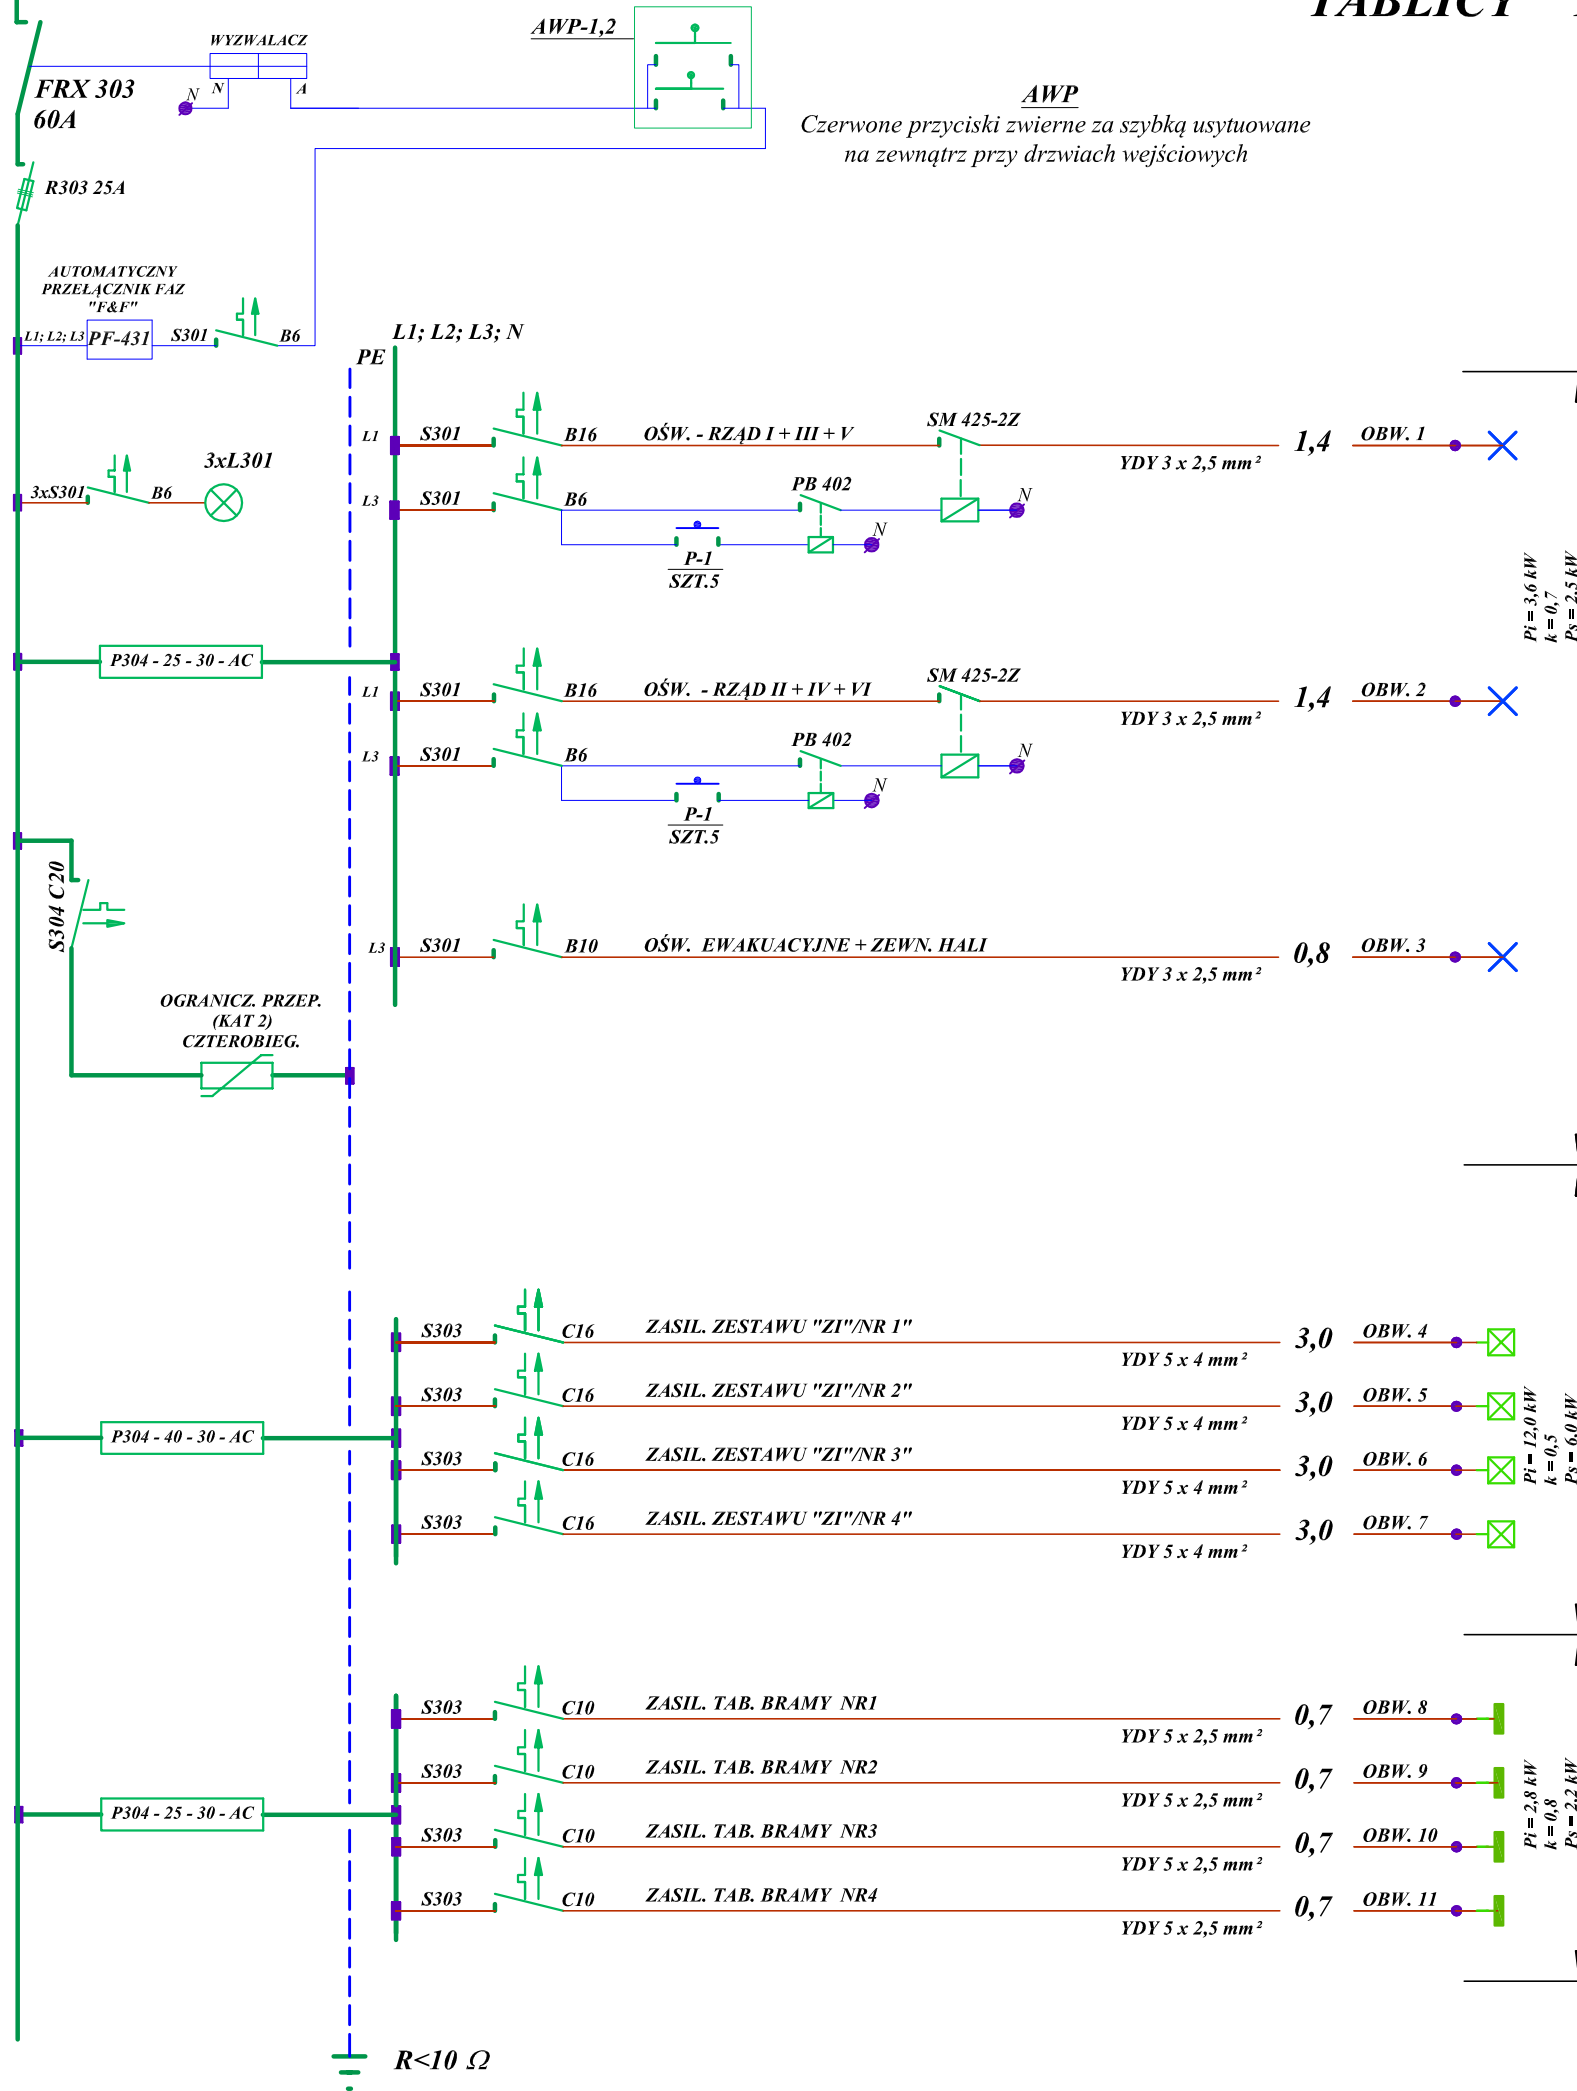 TABLICY
AWP-1,2
WYZWALACZ
N
A
N
FRX 303
60A
AWP
Czerwone przyciski zwierne za szybką usytuowane
na zewnątrz przy drzwiach wejściowych
R303 25A
AUTOMATYCZNY
PRZEŁĄCZNIK FAZ
"F&F"
L1; L2; L3
PF-431
S301
B6
L1; L2; L3; N
PE
L1
S301
B16
OŚW. - RZĄD I + III + V
SM 425-2Z
YDY 3 x 2,5 mm²
1,4
OBW. 1
3xS301
B6
3xL301
L3
S301
B6
PB 402
N
N
P-1
SZT.5
Pi = 3,6 kW
k = 0,7
Ps = 2,5 kW
P304 - 25 - 30 - AC
L1
S301
B16
OŚW. - RZĄD II + IV + VI
SM 425-2Z
YDY 3 x 2,5 mm²
1,4
OBW. 2
L3
S301
B6
PB 402
N
N
P-1
SZT.5
S304 C20
L3
S301
B10
OŚW. EWAKUACYJNE + ZEWN. HALI
YDY 3 x 2,5 mm²
0,8
OBW. 3
OGRANICZ. PRZEP.
(KAT 2)
CZTEROBIEG.
S303
C16
ZASIL. ZESTAWU "ZI"/NR 1"
YDY 5 x 4 mm²
3,0
OBW. 4
S303
C16
ZASIL. ZESTAWU "ZI"/NR 2"
YDY 5 x 4 mm²
3,0
OBW. 5
P304 - 40 - 30 - AC
S303
C16
ZASIL. ZESTAWU "ZI"/NR 3"
YDY 5 x 4 mm²
3,0
OBW. 6
S303
C16
ZASIL. ZESTAWU "ZI"/NR 4"
YDY 5 x 4 mm²
3,0
OBW. 7
Pi = 12,0 kW
k = 0,5
Ps = 6,0 kW
S303
C10
ZASIL. TAB. BRAMY NR1
YDY 5 x 2,5 mm²
0,7
OBW. 8
S303
C10
ZASIL. TAB. BRAMY NR2
YDY 5 x 2,5 mm²
0,7
OBW. 9
P304 - 25 - 30 - AC
S303
C10
ZASIL. TAB. BRAMY NR3
YDY 5 x 2,5 mm²
0,7
OBW. 10
S303
C10
ZASIL. TAB. BRAMY NR4
YDY 5 x 2,5 mm²
0,7
OBW. 11
Pi = 2,8 kW
k = 0,8
Ps = 2,2 kW
R<10 Ω